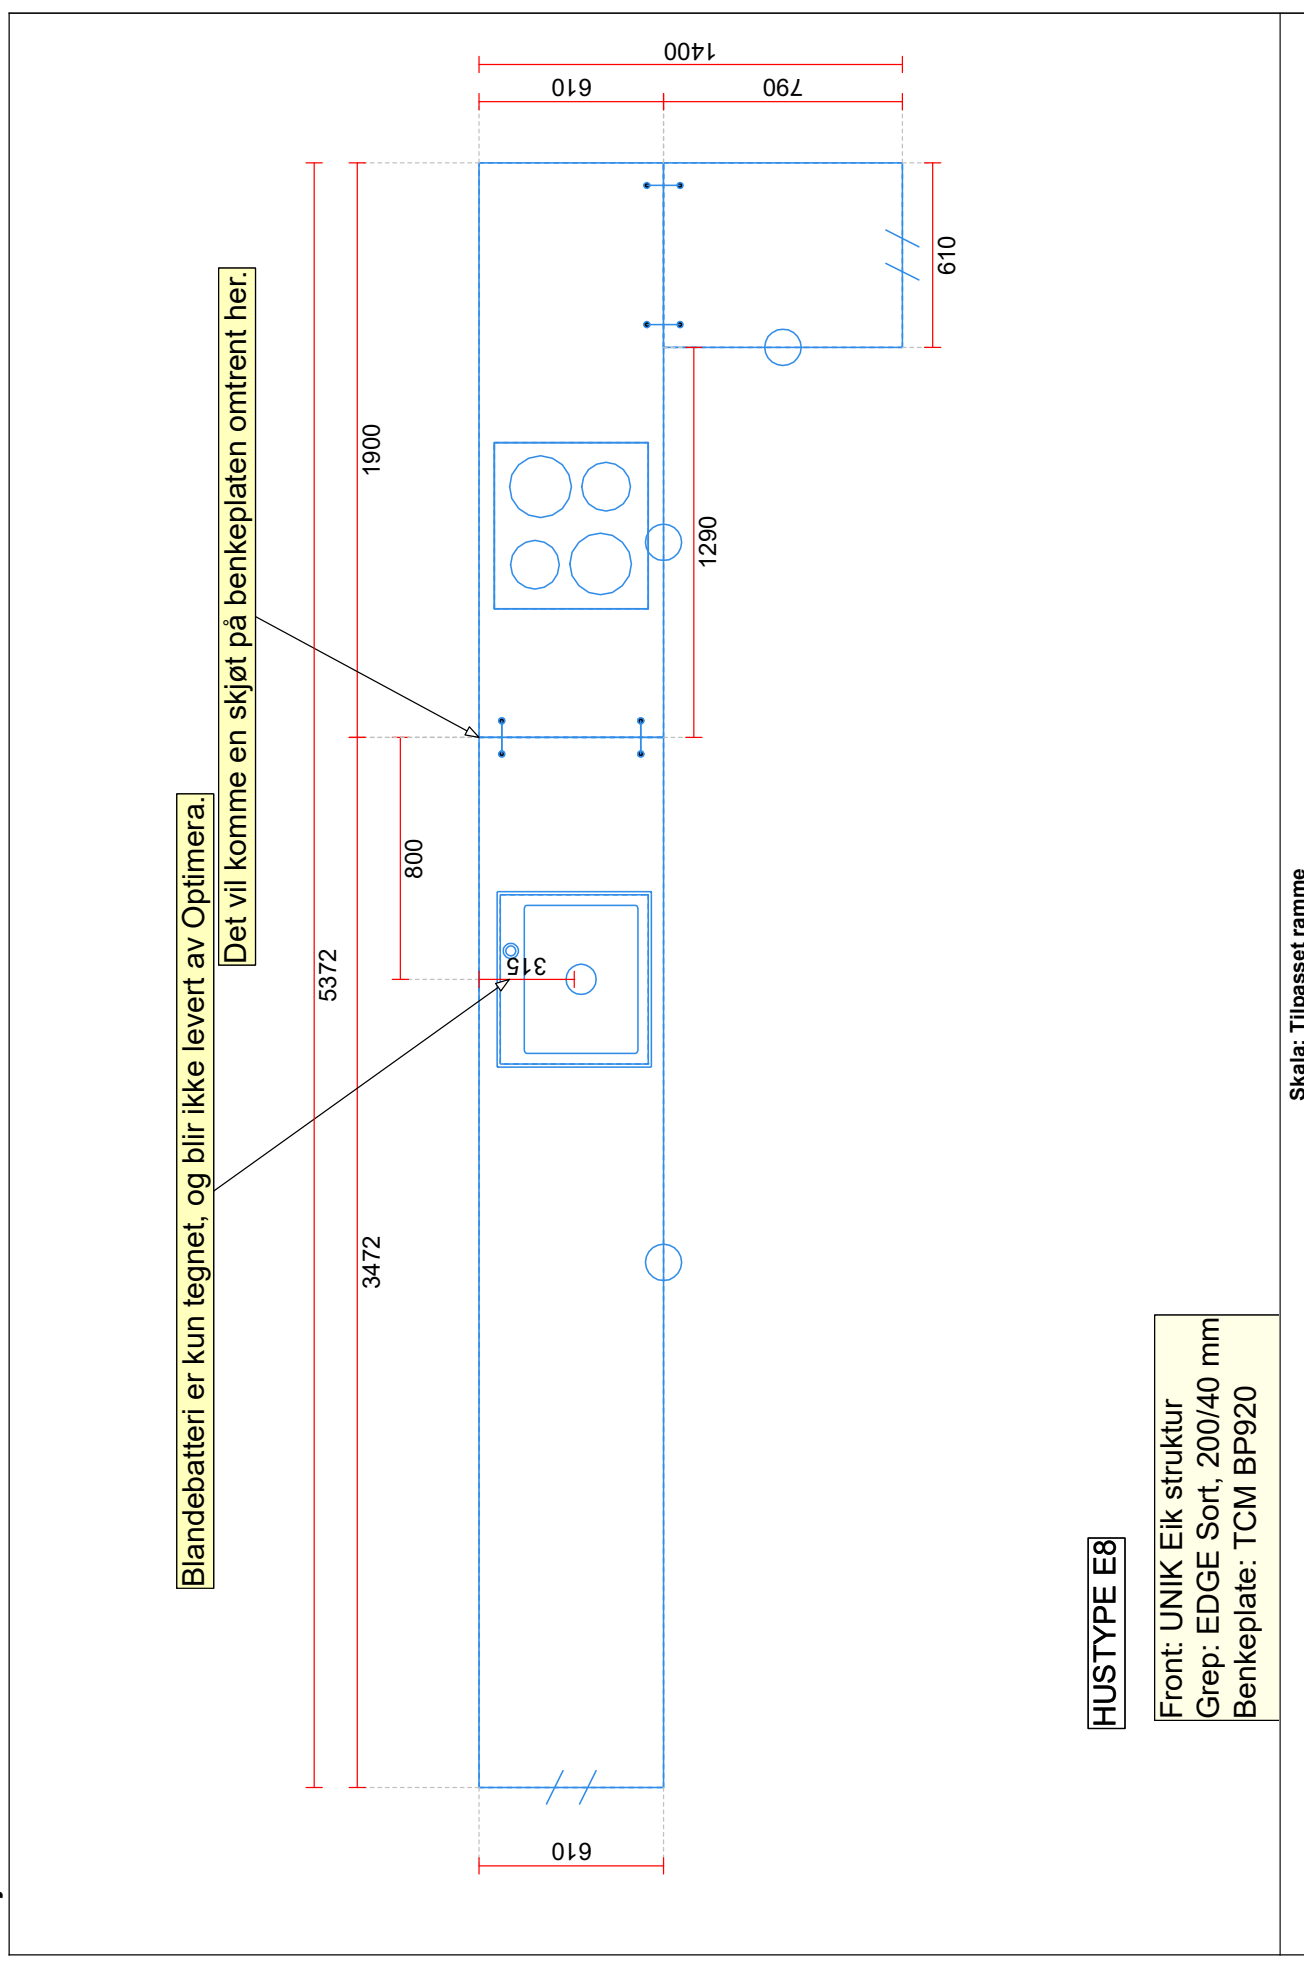 Blandebatteri er kun tegnet, og blir ikke levert av Optimera.
Det vil komme en skjøt på benkeplaten omtrent her.
5372
3472
1900
800
315
610
610
1400
790
1290
610
HUSTYPE E8
Front: UNIK Eik struktur
Grep: EDGE Sort, 200/40 mm
Benkeplate: TCM BP920
Skala: Tilpasset ramme